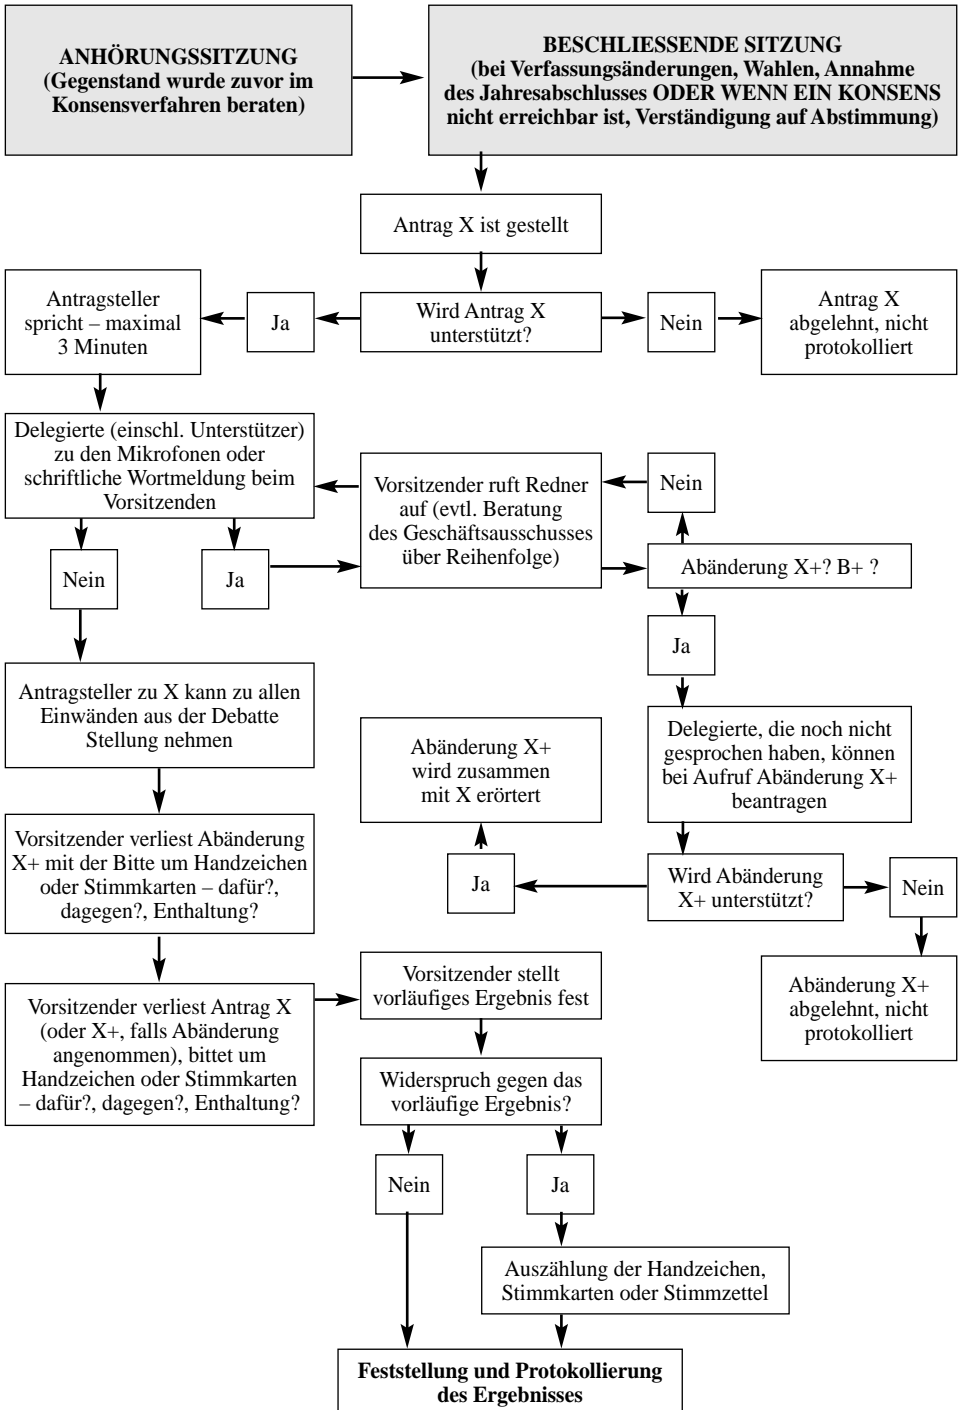 ANHÖRUNGSSITZUNG
(Gegenstand wurde zuvor im
Konsensverfahren beraten)
BESCHLIESSENDE SITZUNG
(bei Verfassungsänderungen, Wahlen, Annahme
des Jahresabschlusses ODER WENN EIN KONSENS
nicht erreichbar ist, Verständigung auf Abstimmung)
Antrag X ist gestellt
Antragsteller
spricht – maximal
3 Minuten
Ja
Wird Antrag X
unterstützt?
Nein
Antrag X
abgelehnt, nicht
protokolliert
Delegierte (einschl. Unterstützer)
zu den Mikrofonen oder
schriftliche Wortmeldung beim
Vorsitzenden
Vorsitzender ruft Redner
auf (evtl. Beratung
des Geschäftsausschusses
über Reihenfolge)
Nein
Abänderung X+? B+ ?
Nein
Ja
Ja
Antragsteller zu X kann zu allen
Einwänden aus der Debatte
Stellung nehmen
Abänderung X+
wird zusammen
mit X erörtert
Delegierte, die noch nicht
gesprochen haben, können
bei Aufruf Abänderung X+
beantragen
Vorsitzender verliest Abänderung
X+ mit der Bitte um Handzeichen
oder Stimmkarten – dafür?,
dagegen?, Enthaltung?
Ja
Wird Abänderung
X+ unterstützt?
Nein
Abänderung X+
abgelehnt, nicht
protokolliert
Vorsitzender verliest Antrag X
(oder X+, falls Abänderung
angenommen), bittet um
Handzeichen oder Stimmkarten
– dafür?, dagegen?, Enthaltung?
Vorsitzender stellt
vorläufiges Ergebnis fest
Widerspruch gegen das
vorläufige Ergebnis?
Nein
Ja
Auszählung der Handzeichen,
Stimmkarten oder Stimmzettel
Feststellung und Protokollierung
des Ergebnisses